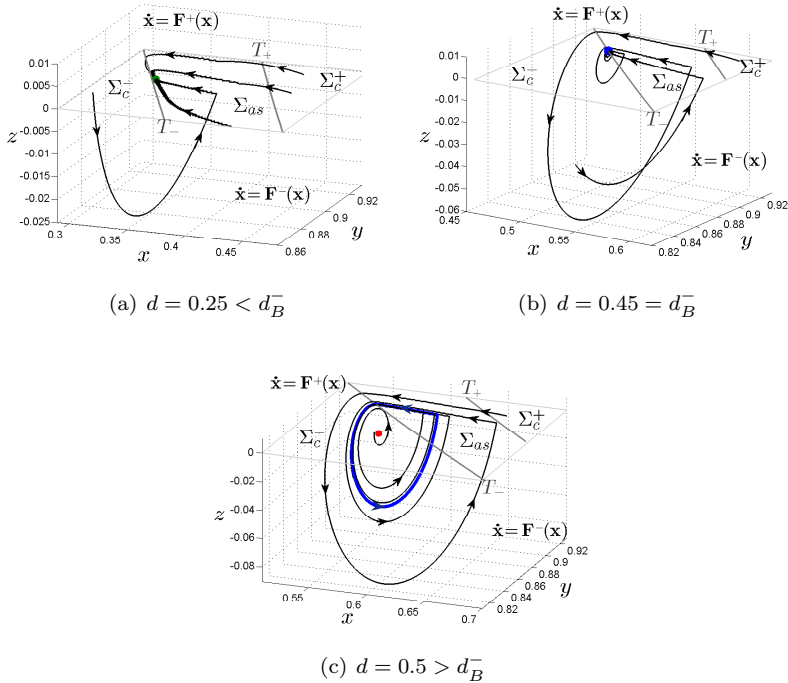 ẋ = F⁺(x)
T₊
Σc⁻
Σas
Σc⁺
T₋
ẋ = F⁻(x)
0.01
0.005
0
-0.005
-0.01
-0.015
-0.02
-0.025
z
0.3
0.35
0.4
0.45
x
0.86
0.88
0.9
0.92
y
(a) d = 0.25 < d_B⁻
ẋ = F⁺(x)
T₊
Σc⁻
Σas
Σc⁺
T₋
ẋ = F⁻(x)
0.01
0
-0.01
-0.02
-0.03
-0.04
-0.05
-0.06
z
0.45
0.5
0.55
0.6
x
0.82
0.84
0.86
0.88
0.9
0.92
y
(b) d = 0.45 = d_B⁻
ẋ = F⁺(x)
T₊
Σc⁻
Σas
Σc⁺
T₋
ẋ = F⁻(x)
0
-0.02
-0.04
-0.06
-0.08
z
0.55
0.6
0.65
0.7
x
0.82
0.84
0.86
0.88
0.9
0.92
y
(c) d = 0.5 > d_B⁻